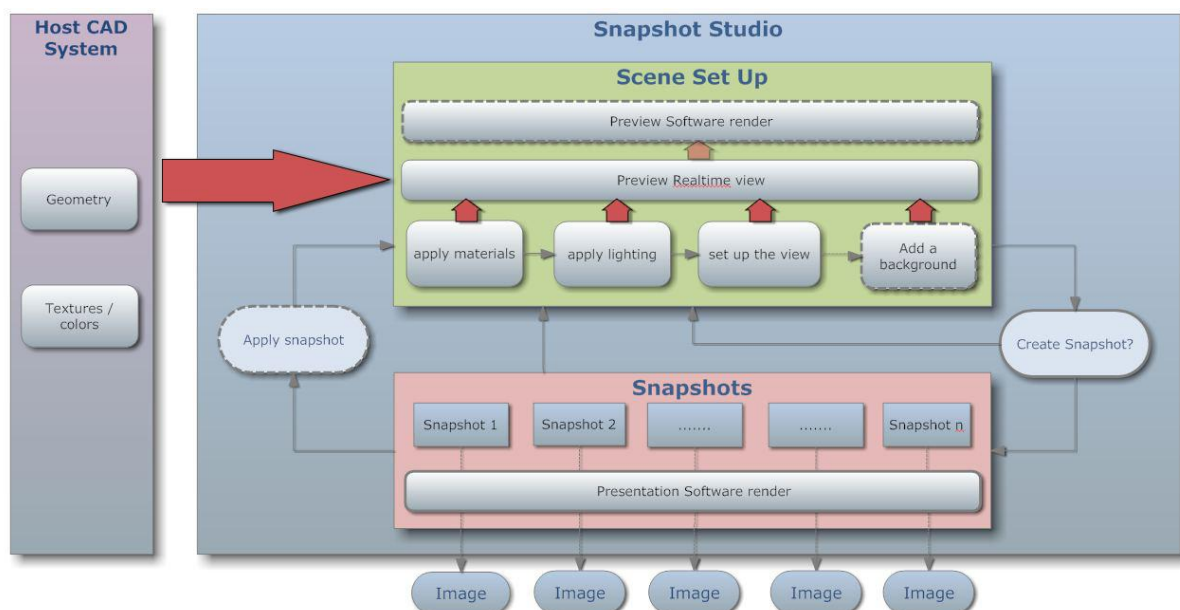 Host CAD
System
Geometry
Textures /
colors
Snapshot Studio
Scene Set Up
Preview Software render
Preview Realtime view
apply materials
apply lighting
set up the view
Add a
background
Apply snapshot
Create Snapshot?
Snapshots
Snapshot 1
Snapshot 2
.......
.......
Snapshot n
Presentation Software render
Image
Image
Image
Image
Image